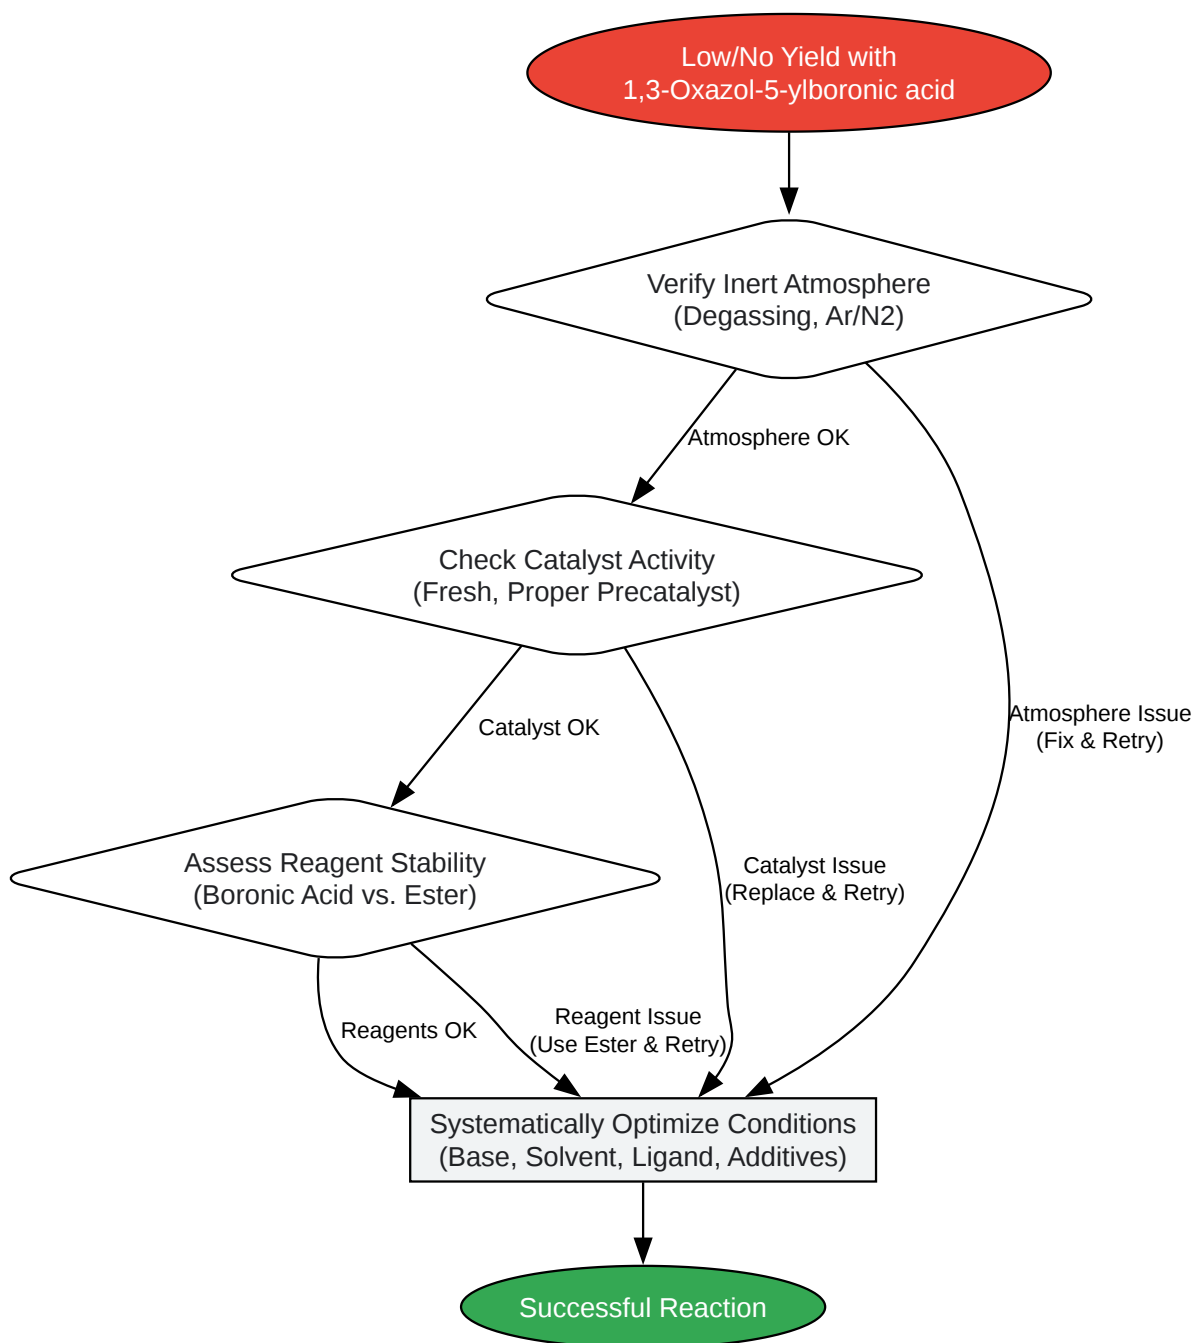 Low/No Yield with
1,3-Oxazol-5-ylboronic acid
Verify Inert Atmosphere
(Degassing, Ar/N2)
Atmosphere OK
Check Catalyst Activity
(Fresh, Proper Precatalyst)
Catalyst OK
Atmosphere Issue
(Fix & Retry)
Assess Reagent Stability
(Boronic Acid vs. Ester)
Catalyst Issue
(Replace & Retry)
Reagents OK
Reagent Issue
(Use Ester & Retry)
Systematically Optimize Conditions
(Base, Solvent, Ligand, Additives)
Successful Reaction